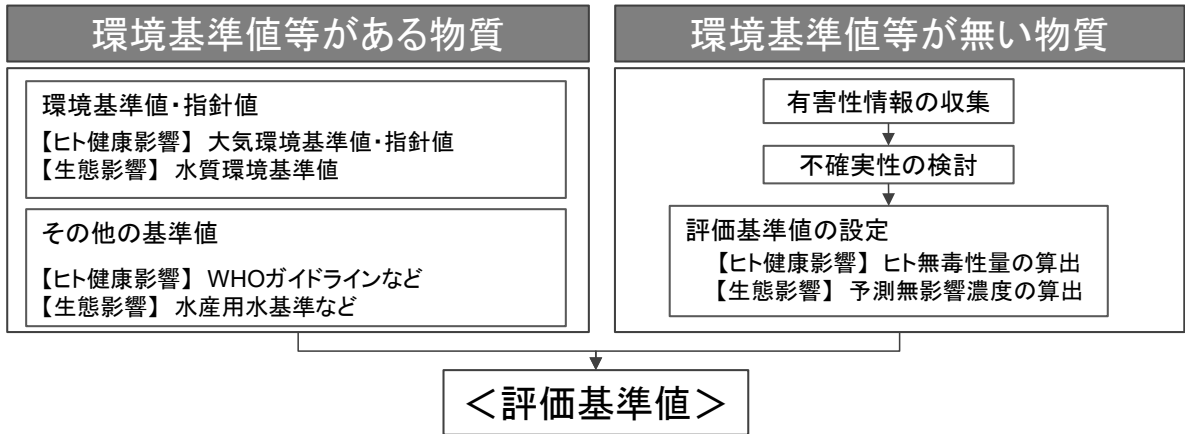 環境基準値等がある物質
環境基準値・指針値
【ヒト健康影響】 大気環境基準値・指針値
【生態影響】 水質環境基準値
その他の基準値
【ヒト健康影響】 WHOガイドラインなど
【生態影響】 水産用水基準など
環境基準値等が無い物質
有害性情報の収集
不確実性の検討
評価基準値の設定
【ヒト健康影響】 ヒト無毒性量の算出
【生態影響】 予測無影響濃度の算出
＜評価基準値＞